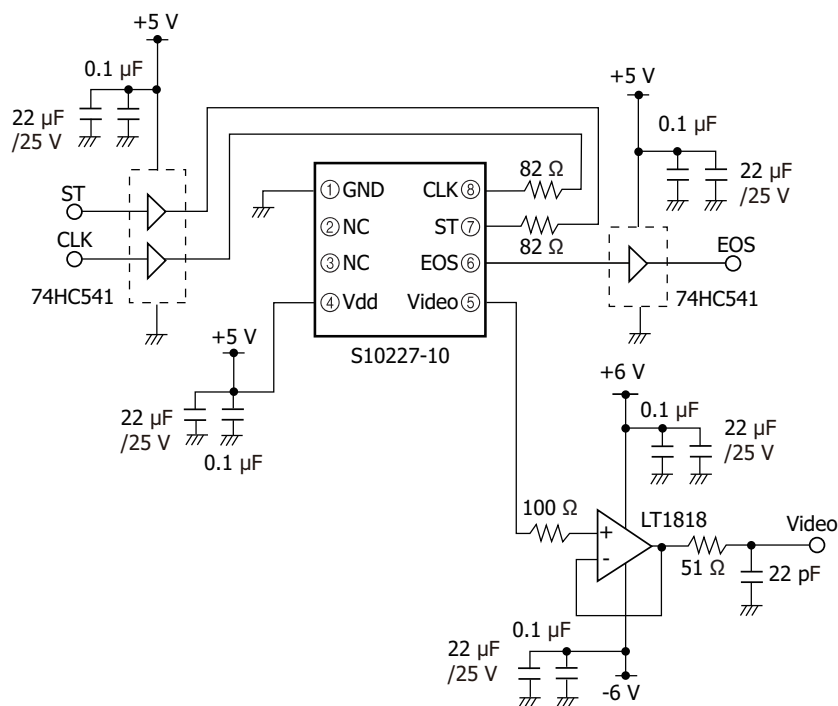 +5 V
0.1 µF
22 µF
/25 V
ST
CLK
74HC541
+5 V
0.1 µF
22 µF
/25 V
EOS
74HC541
82 Ω
82 Ω
①GND
②NC
③NC
④Vdd
CLK⑧
ST⑦
EOS⑥
Video⑤
S10227-10
+5 V
22 µF
/25 V
0.1 µF
+6 V
0.1 µF
22 µF
/25 V
100 Ω
+
-
LT1818
51 Ω
Video
22 pF
0.1 µF
22 µF
/25 V
-6 V